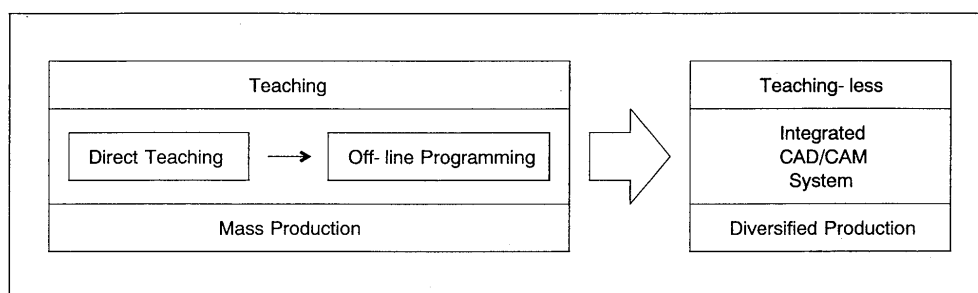 Teaching
Direct Teaching
Off- line Programming
Mass Production
Teaching- less
Integrated
CAD/CAM
System
Diversified Production